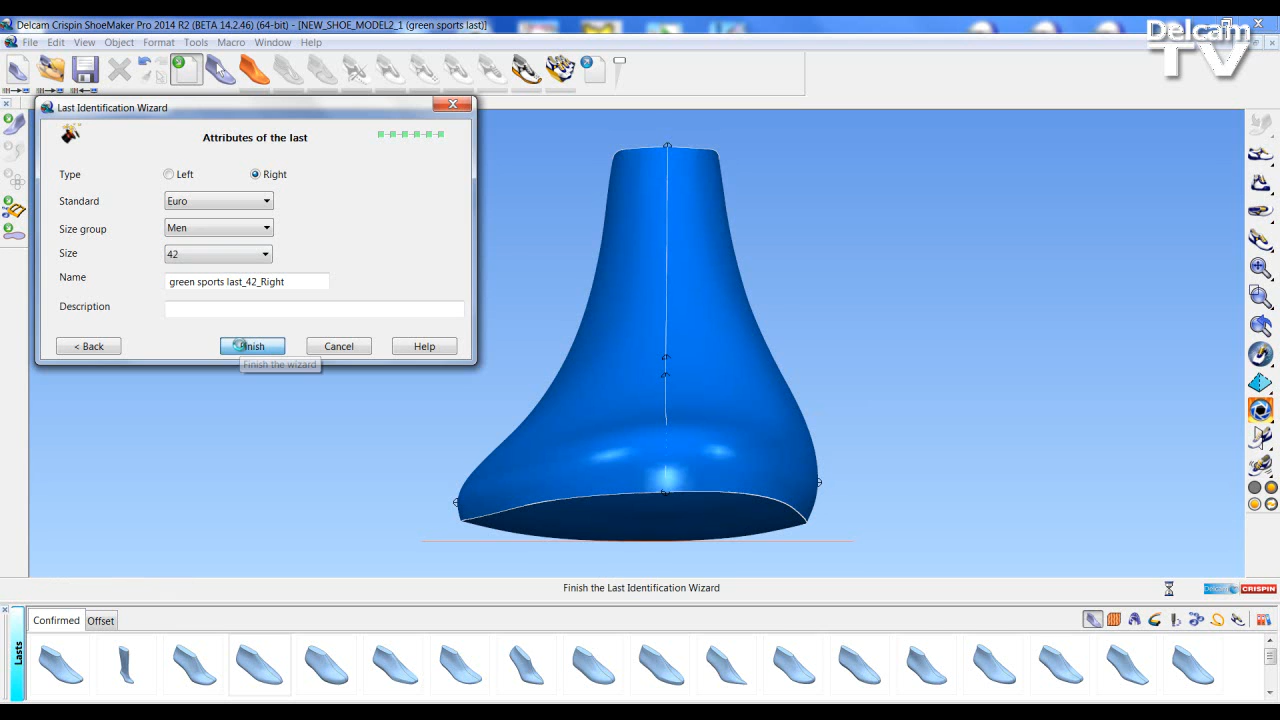 Delcam Crispin ShoeMaker Pro 2014 R2 (BETA 14.2.46) (64-bit) - [NEW_SHOE_MODEL2_1 (green sports last)]
File Edit View Object Format Tools Macro Window Help
Delcam
TV
Last Identification Wizard
Attributes of the last
Type Left Right
Standard Euro
Size group Men
Size 42
Name green sports last_42_Right
Description
< Back Finish Cancel Help
Finish the wizard
Finish the Last Identification Wizard
Delcam CRISPIN
Confirmed Offset
Lasts